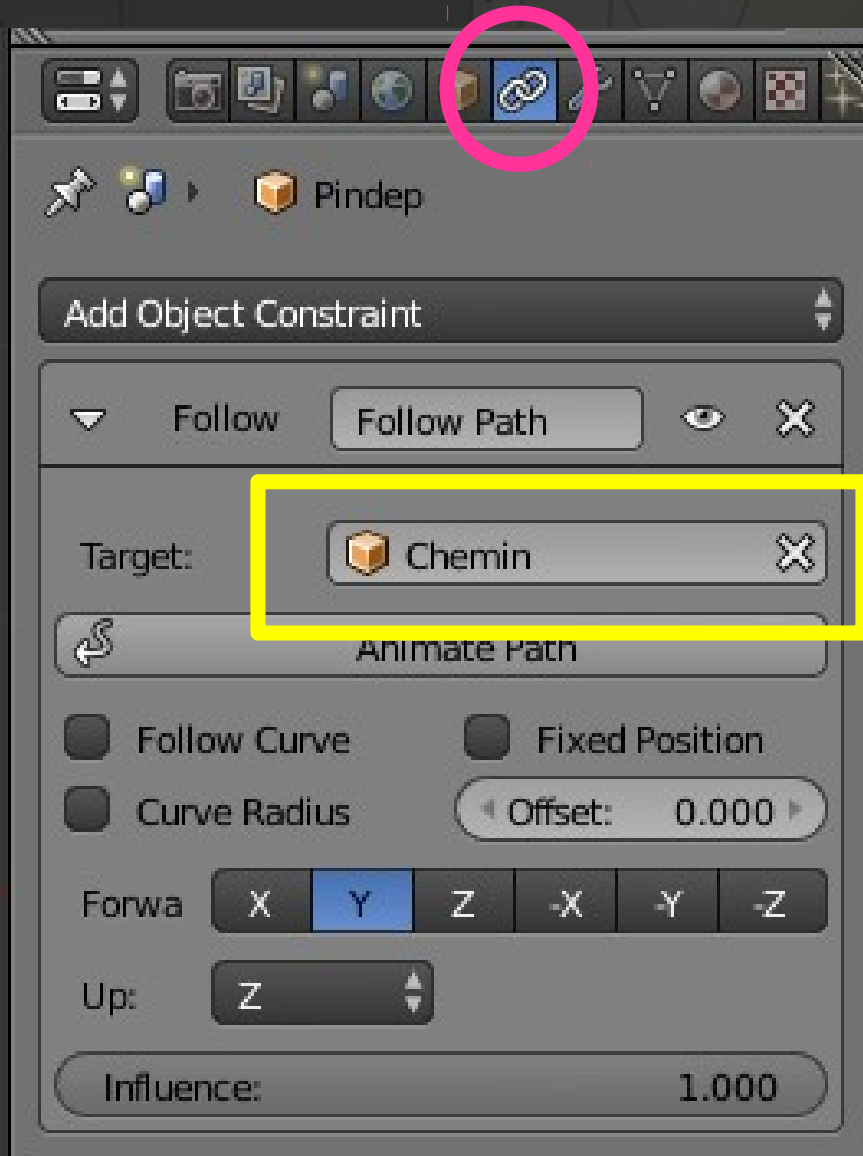 Pindep
Add Object Constraint
Follow Follow Path
Target: Chemin
Animate Path
Follow Curve Fixed Position
Curve Radius Offset: 0.000
Forwa X Y Z -X -Y -Z
Up: Z
Influence: 1.000